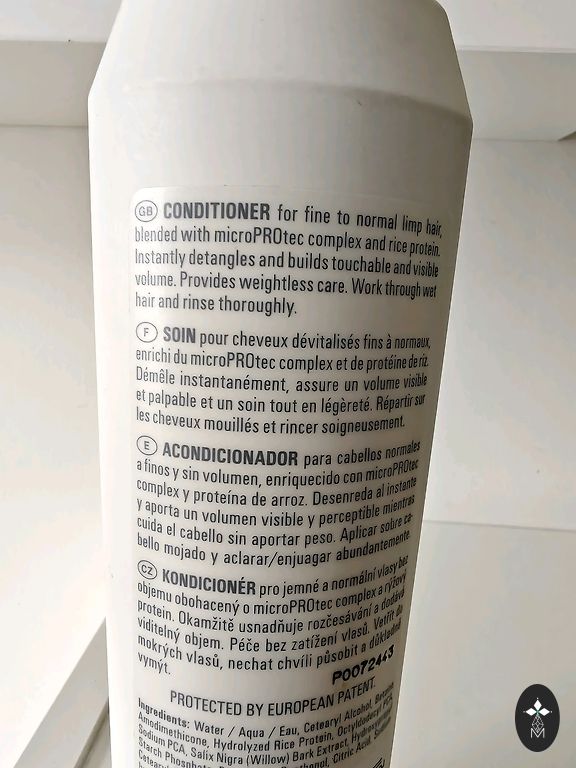 GB CONDITIONER for fine to normal limp hair,
blended with microPROtec complex and rice protein.
Instantly detangles and builds touchable and visible
volume. Provides weightless care. Work through wet
hair and rinse thoroughly.
F SOIN pour cheveux dévitalisés fins à normaux,
enrichi du microPROtec complex et de protéine de riz.
Démêle instantanément, assure un volume visible
et palpable et un soin tout en légèreté. Répartir sur
les cheveux mouillés et rincer soigneusement.
E ACONDICIONADOR para cabellos normales
a finos y sin volumen, enriquecido con microPROtec
complex y proteína de arroz. Desenreda al instante
y aporta un volumen visible y perceptible mientras
cuida el cabello sin aportar peso. Aplicar sobre ca-
bello mojado y aclarar/enjuagar abundantemente.
CZ KONDICIONÉR pro jemné a normální vlasy bez
objemu obohacený o microPROtec complex a rýžový
protein. Okamžitě usnadňuje rozčesávání a dodává
viditelný objem. Péče bez zatížení vlasů. Vetřít do
mokrých vlasů, nechat chvíli působit a důkladně
vymýt.
P0072443
PROTECTED BY EUROPEAN PATENT.
Ingredients: Water / Aqua / Eau, Cetearyl Alcohol,
Amodimethicone, Hydrolyzed Rice Protein, Octyldodecyl
Sodium PCA, Salix Nigra (Willow) Bark Extract,
Starch Phosphate, Citric Acid,
M